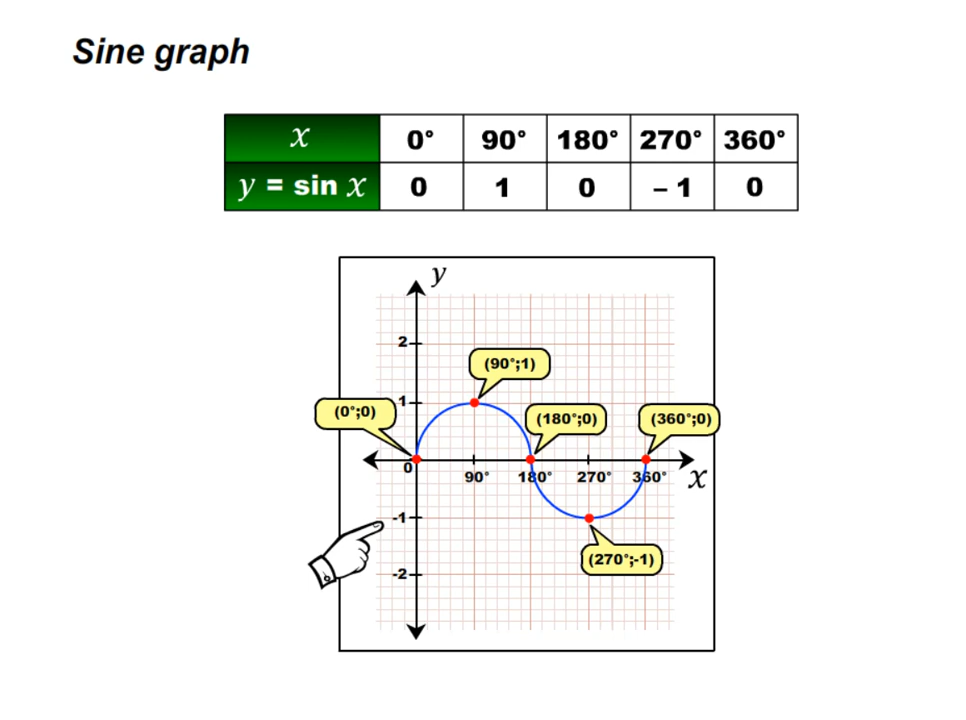 Sine graph
x 0° 90° 180° 270° 360°
y = sin x 0 1 0 – 1 0
y
2
(90°;1)
1
(0°;0) (180°;0) (360°;0)
0
90° 180° 270° 360° x
-1
(270°;-1)
-2